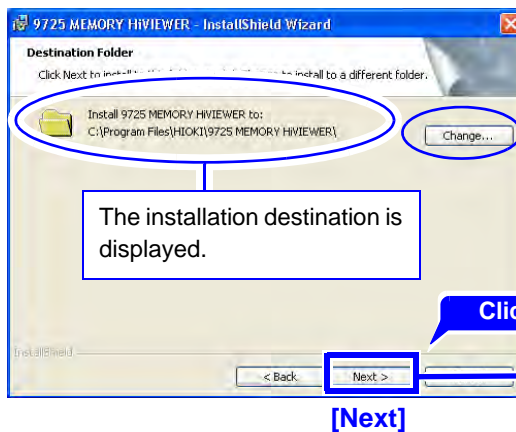 9725 MEMORY HiVIEWER - InstallShield Wizard
Destination Folder
Click Next to install to to install to a different folder.
Install 9725 MEMORY HiVIEWER to:
C:\Program Files\HIOKI\9725 MEMORY HiVIEWER\
Change...
The installation destination is
displayed.
InstallShield
< Back
Next >
[Next]